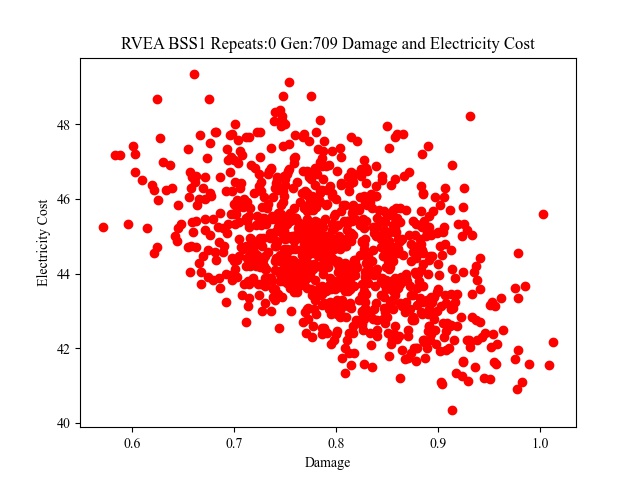 RVEA BSS1 Repeats:0 Gen:709 Damage and Electricity Cost
48
46
44
42
40
Electricity Cost
0.6 0.7 0.8 0.9 1.0
Damage